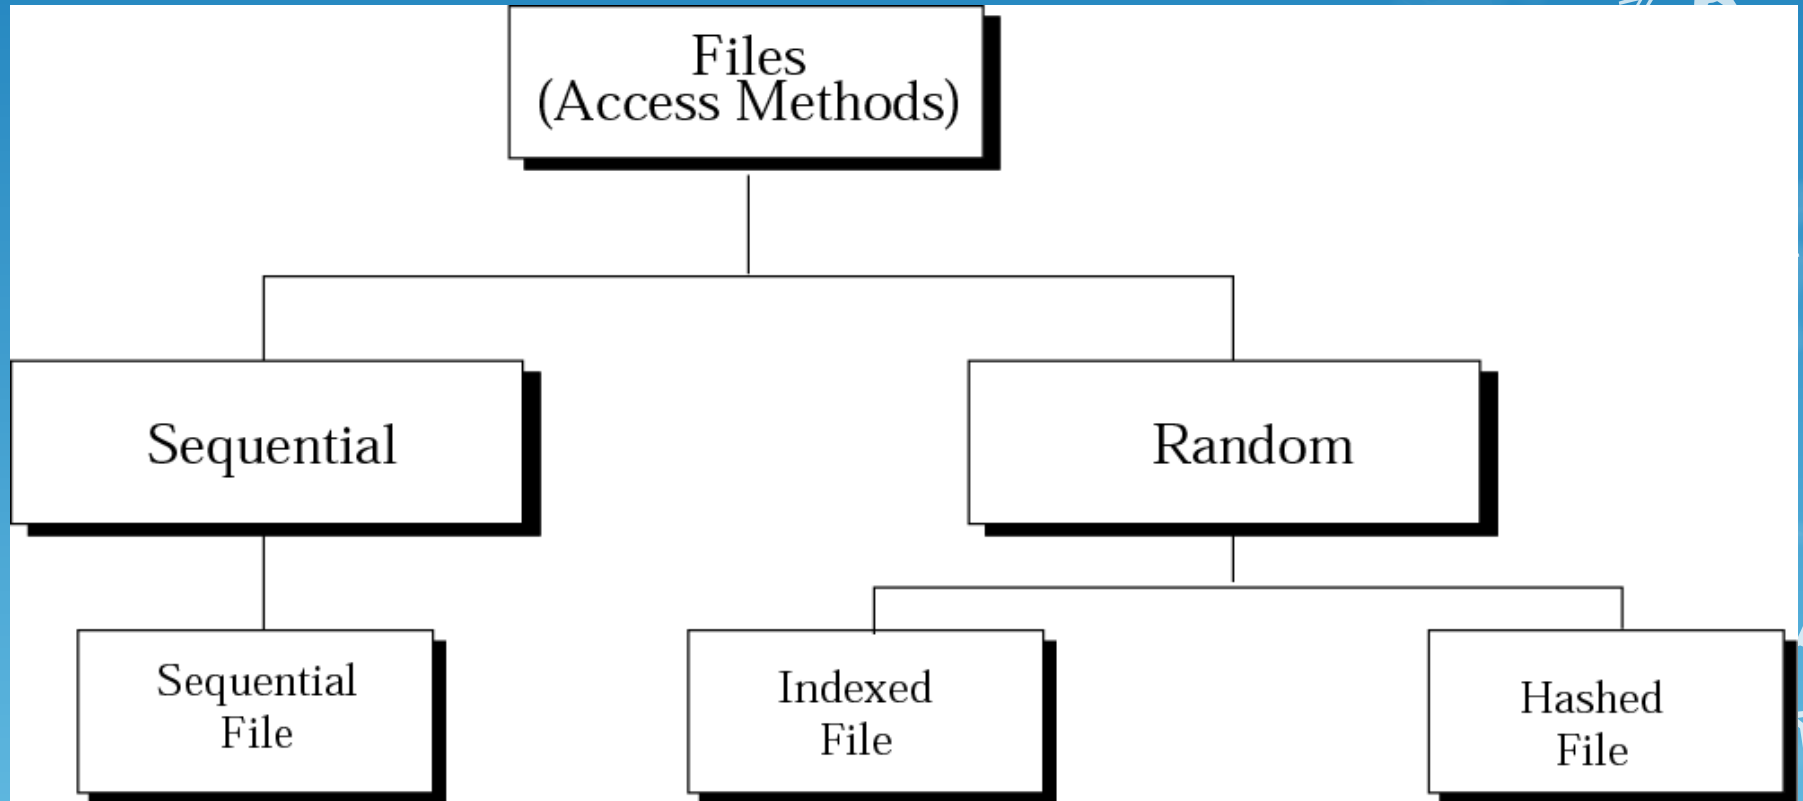 Files
(Access Methods)
Sequential
Random
Sequential
File
Indexed
File
Hashed
File